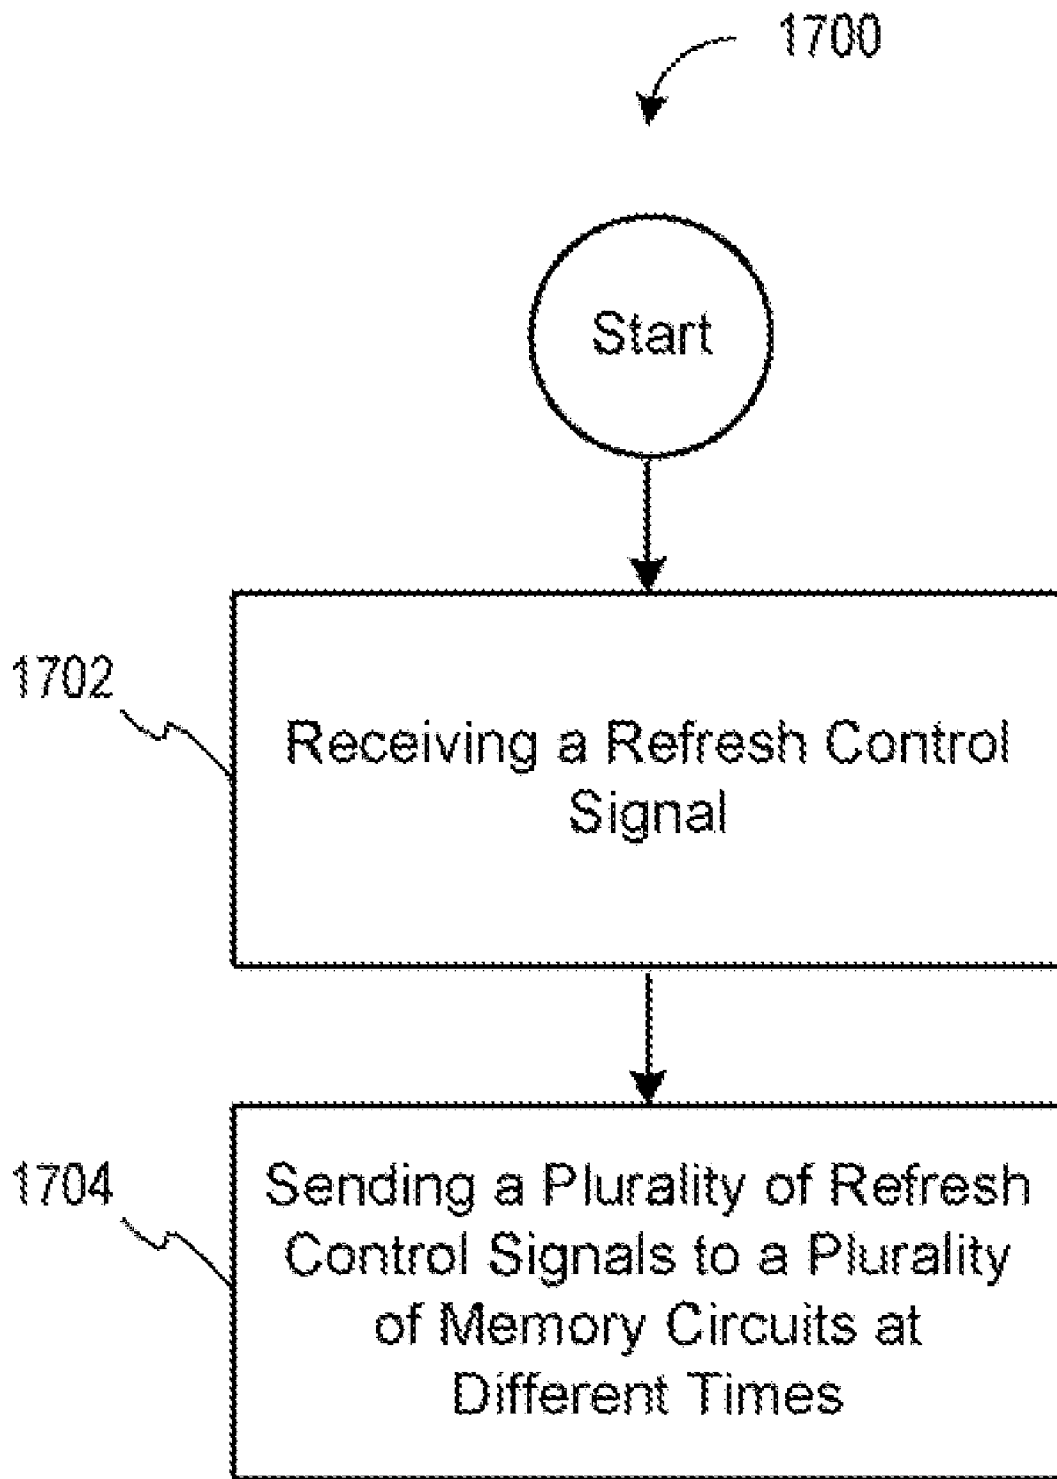 1700
Start
1702
Receiving a Refresh Control
Signal
1704
Sending a Plurality of Refresh
Control Signals to a Plurality
of Memory Circuits at
Different Times